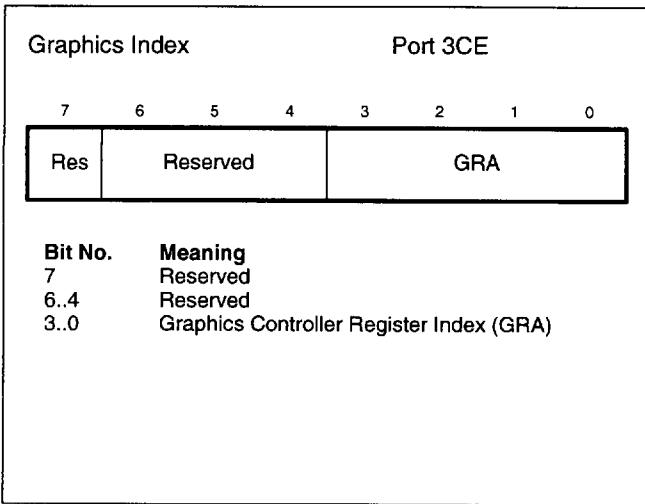 Graphics Index Port 3CE
7 6 5 4 3 2 1 0
Res Reserved GRA
Bit No. Meaning
7 Reserved
6..4 Reserved
3..0 Graphics Controller Register Index (GRA)